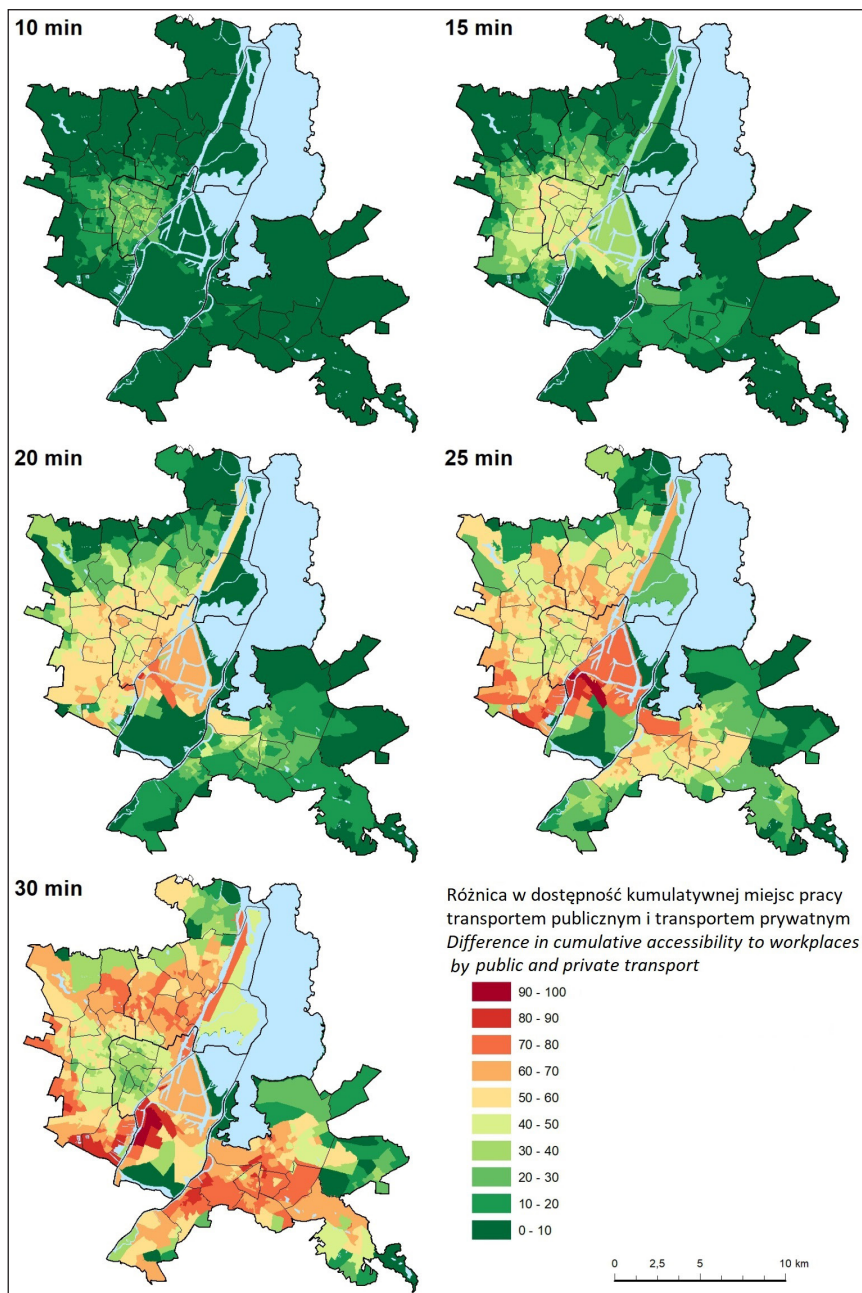 10 min
15 min
20 min
25 min
30 min
Różnica w dostępność kumulatywnej miejsc pracy
transportem publicznym i transportem prywatnym
Difference in cumulative accessibility to workplaces
by public and private transport
90 - 100
80 - 90
70 - 80
60 - 70
50 - 60
40 - 50
30 - 40
20 - 30
10 - 20
0 - 10
0 2,5 5 10 km